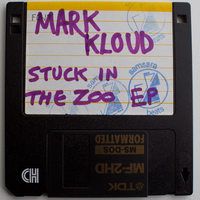 MARK
KLOUD
STUCK IN
THE ZOO EP
samsara
beats
TDK
MF-2HD
MS-DOS
FORMATTED